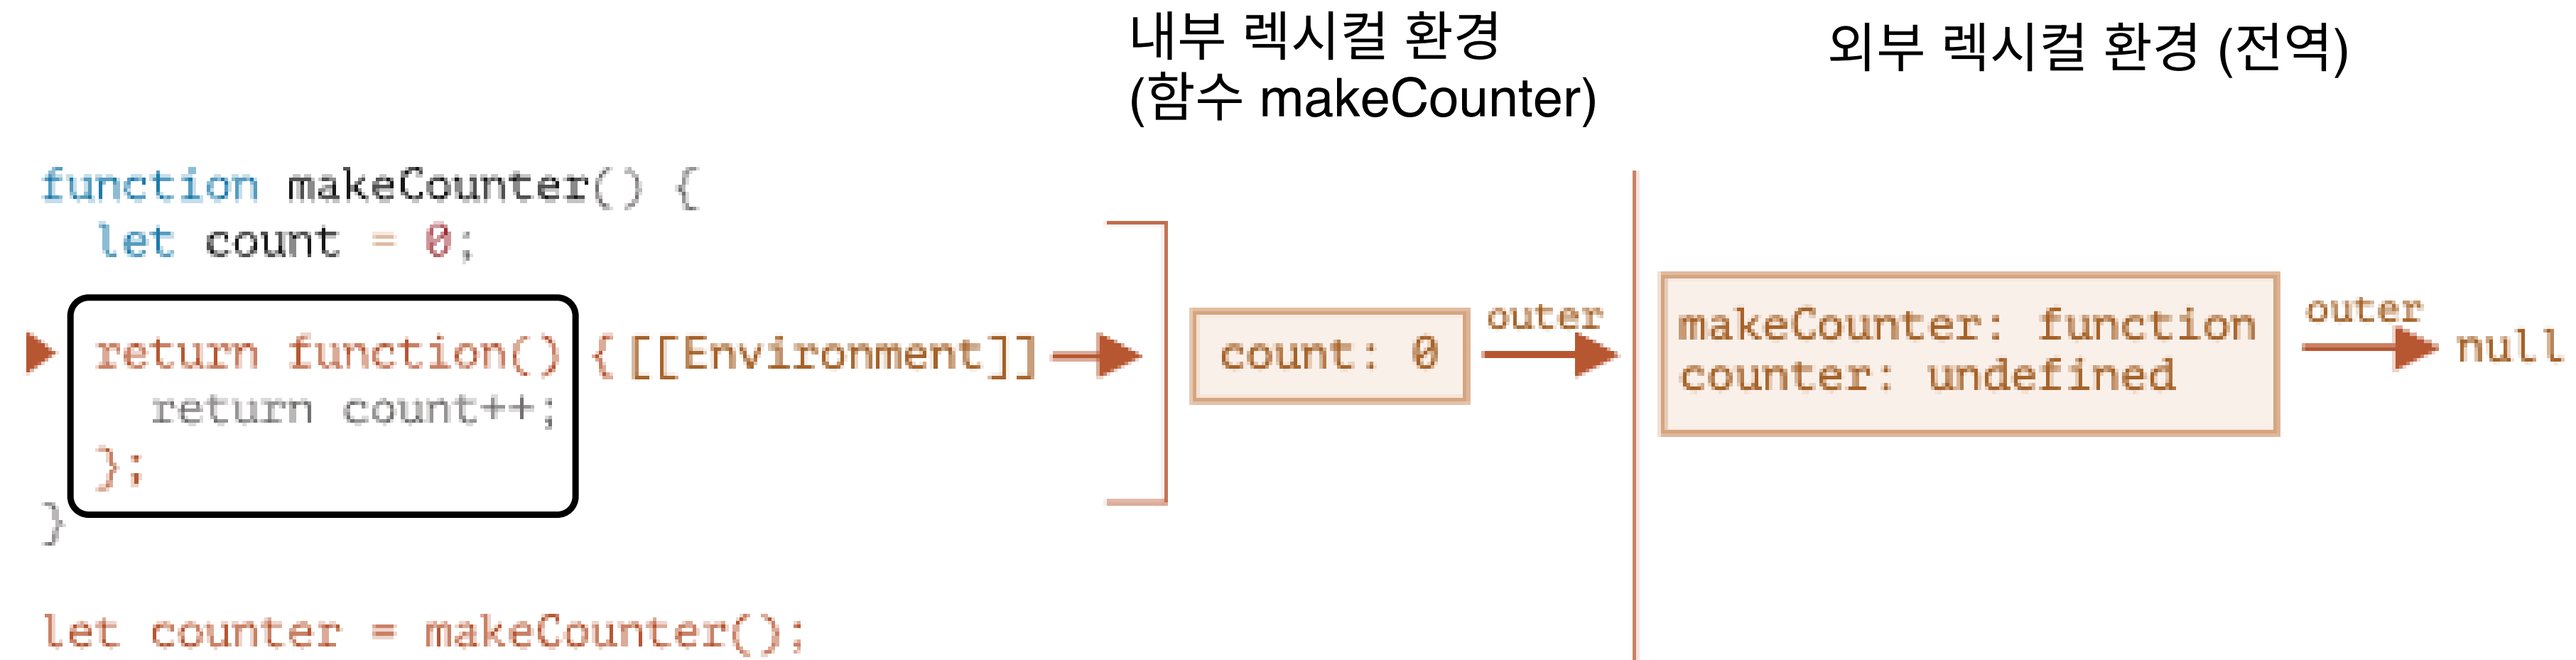 내부 렉시컬 환경
(함수 makeCounter)
외부 렉시컬 환경 (전역)
function makeCounter() {
let count = 0;
return function() { [[Environment]]
return count++;
};
}
let counter = makeCounter();
count: 0
outer
makeCounter: function
counter: undefined
outer
null